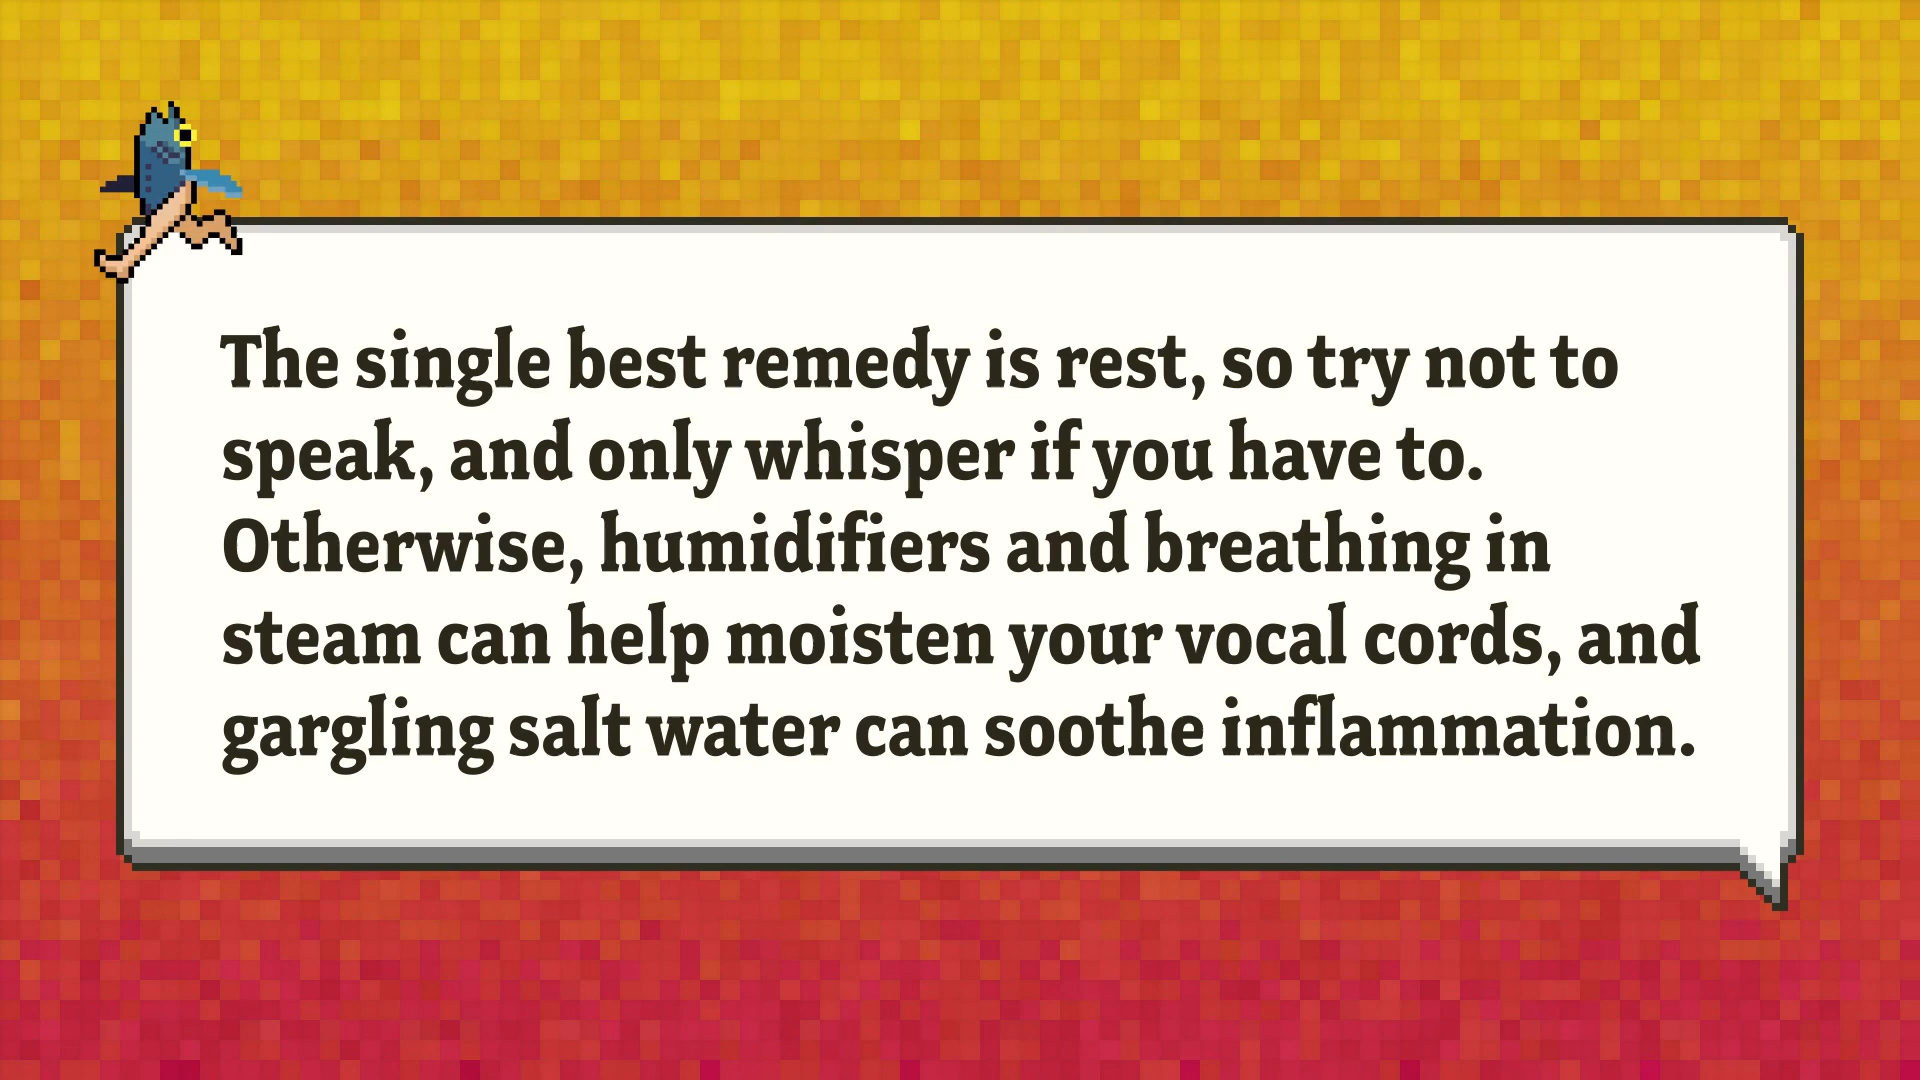 The single best remedy is rest, so try not to
speak, and only whisper if you have to.
Otherwise, humidifiers and breathing in
steam can help moisten your vocal cords, and
gargling salt water can soothe inflammation.